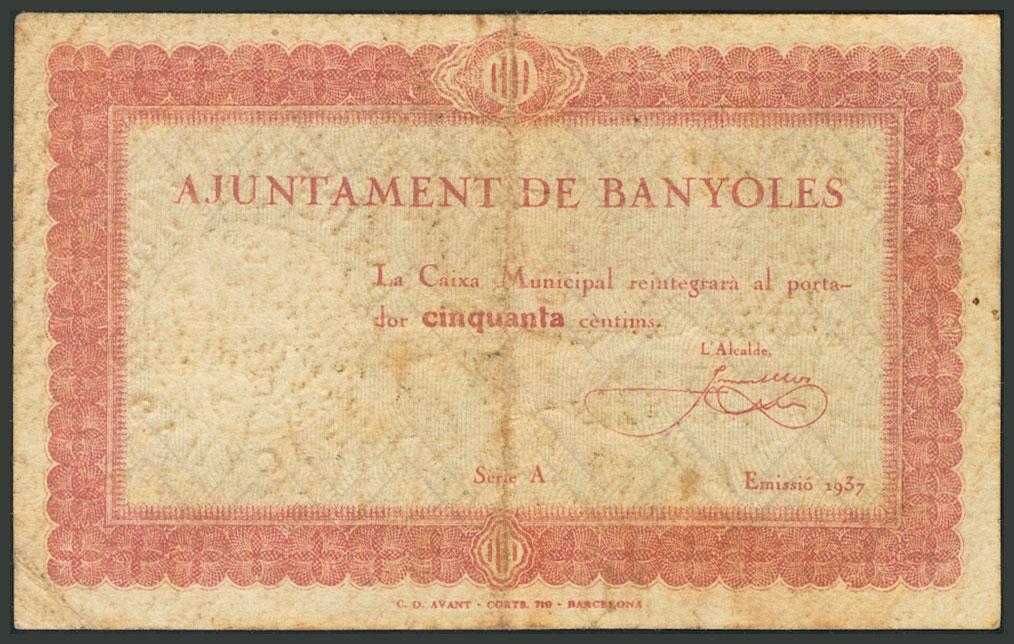 AJUNTAMENT DE BANYOLES
La Caixa Municipal reintegrarà al porta-
dor cinquanta cèntims.
L'Alcalde,
Serie A
Emissió 1937
C. O. AVANT - CORTS, 719 - BARCELONA